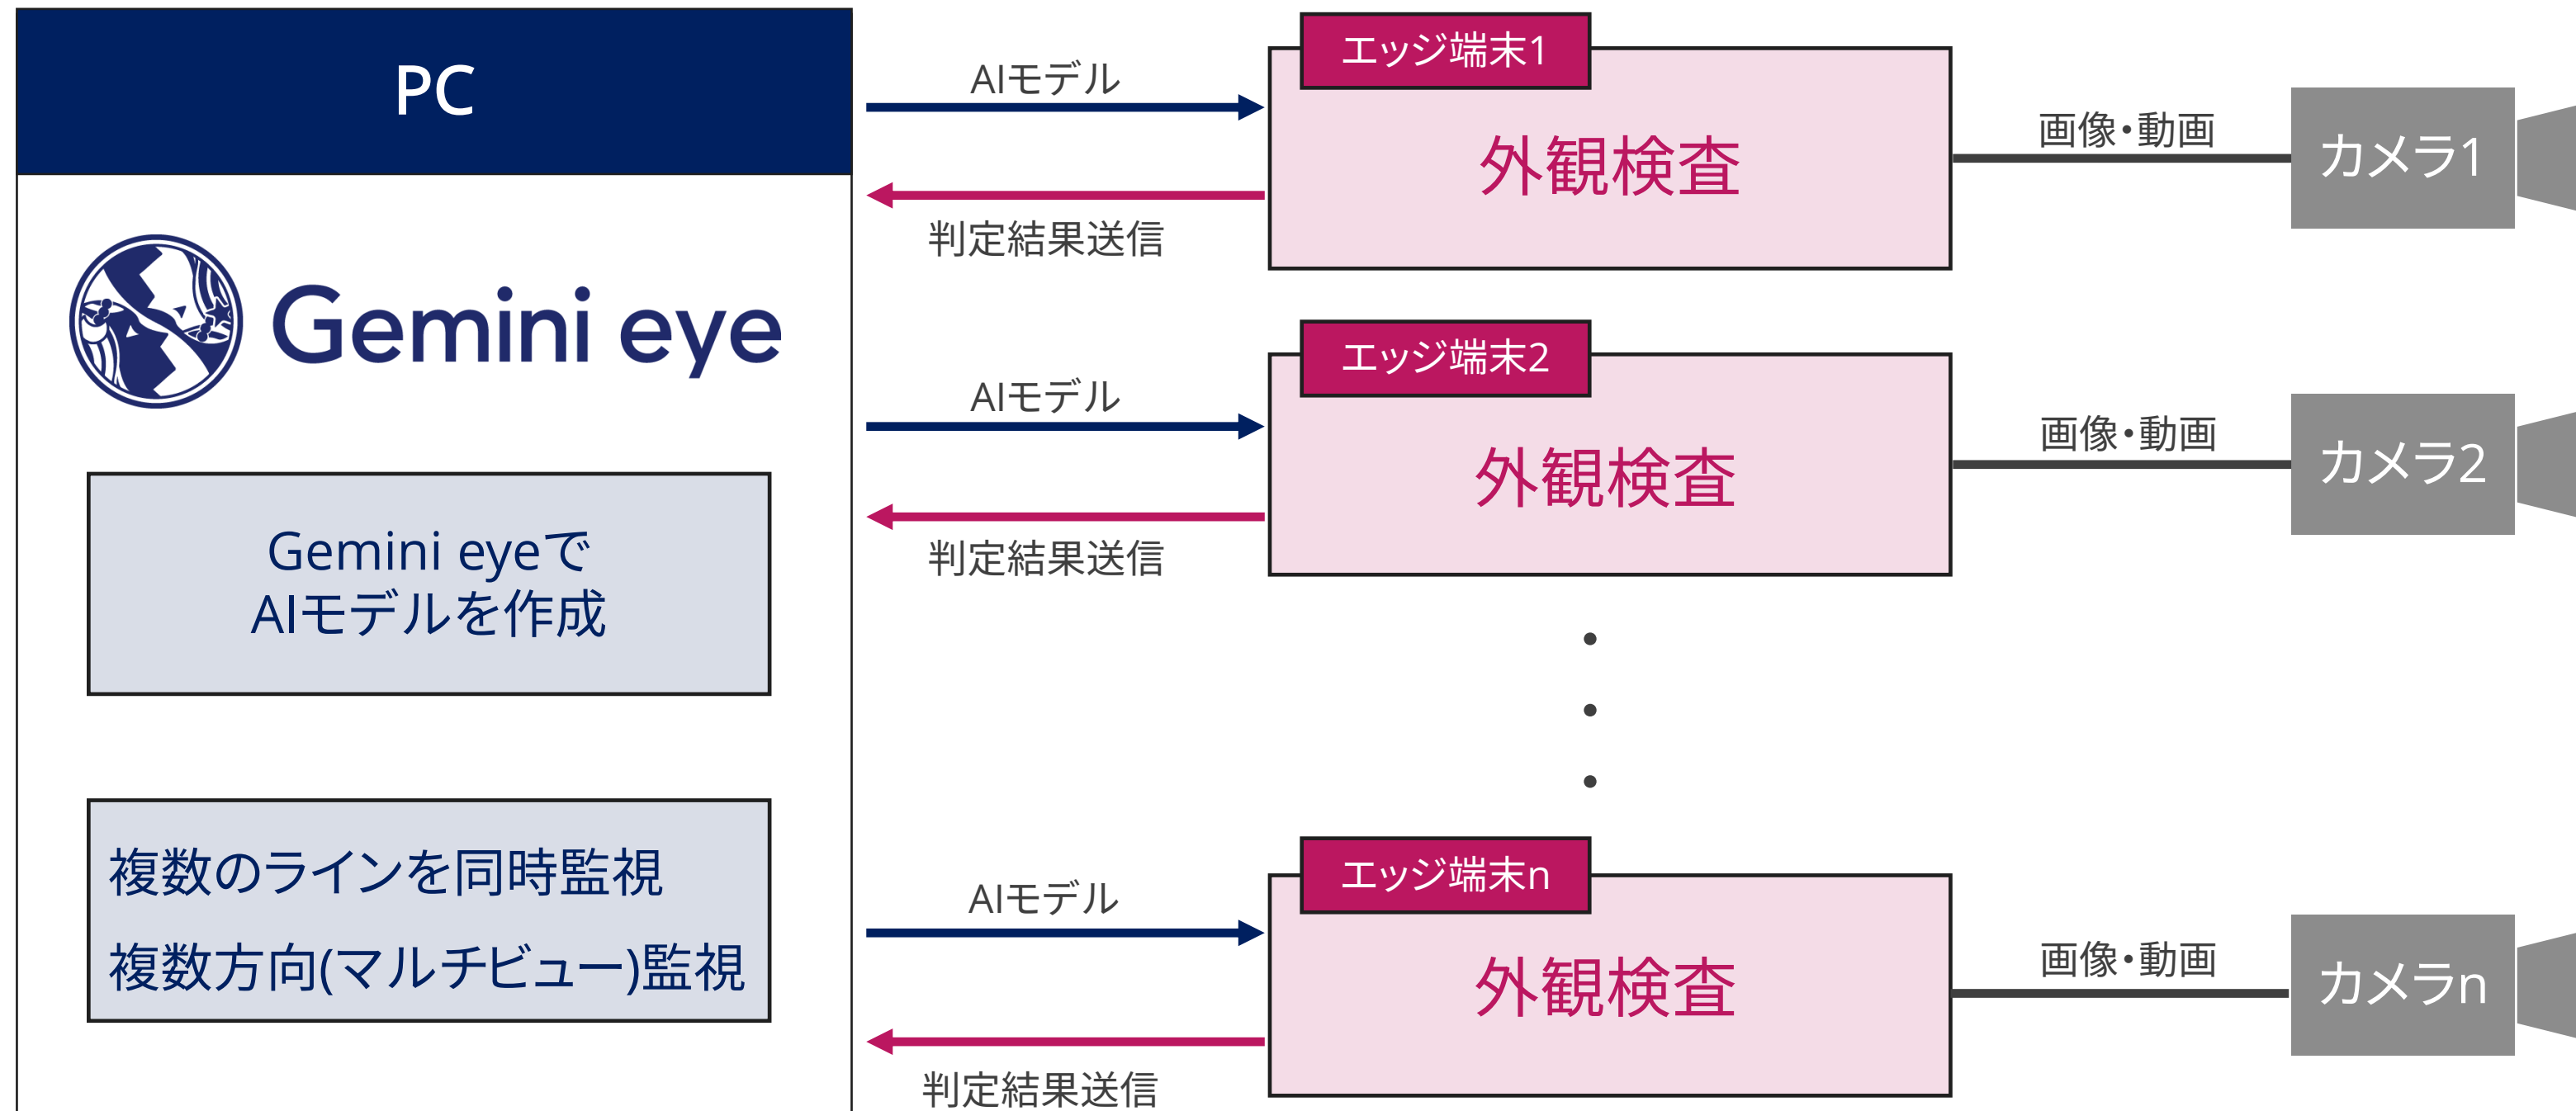 PC
Gemini eye
Gemini eyeで
AIモデルを作成
複数のラインを同時監視
複数方向(マルチビュー)監視
AIモデル
判定結果送信
エッジ端末1
外観検査
画像・動画
カメラ1
AIモデル
判定結果送信
エッジ端末2
外観検査
画像・動画
カメラ2
AIモデル
判定結果送信
エッジ端末n
外観検査
画像・動画
カメラn